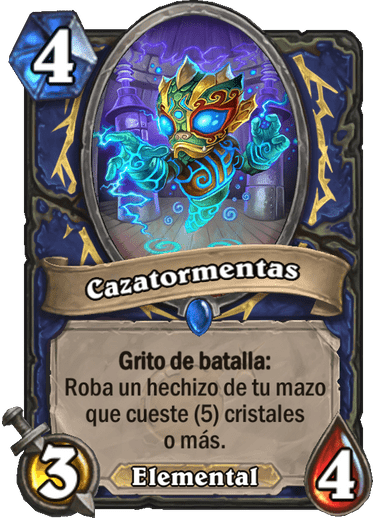 4
Cazatormentas
Grito de batalla:
Roba un hechizo de tu mazo
que cueste (5) cristales
o más.
3
Elemental
4